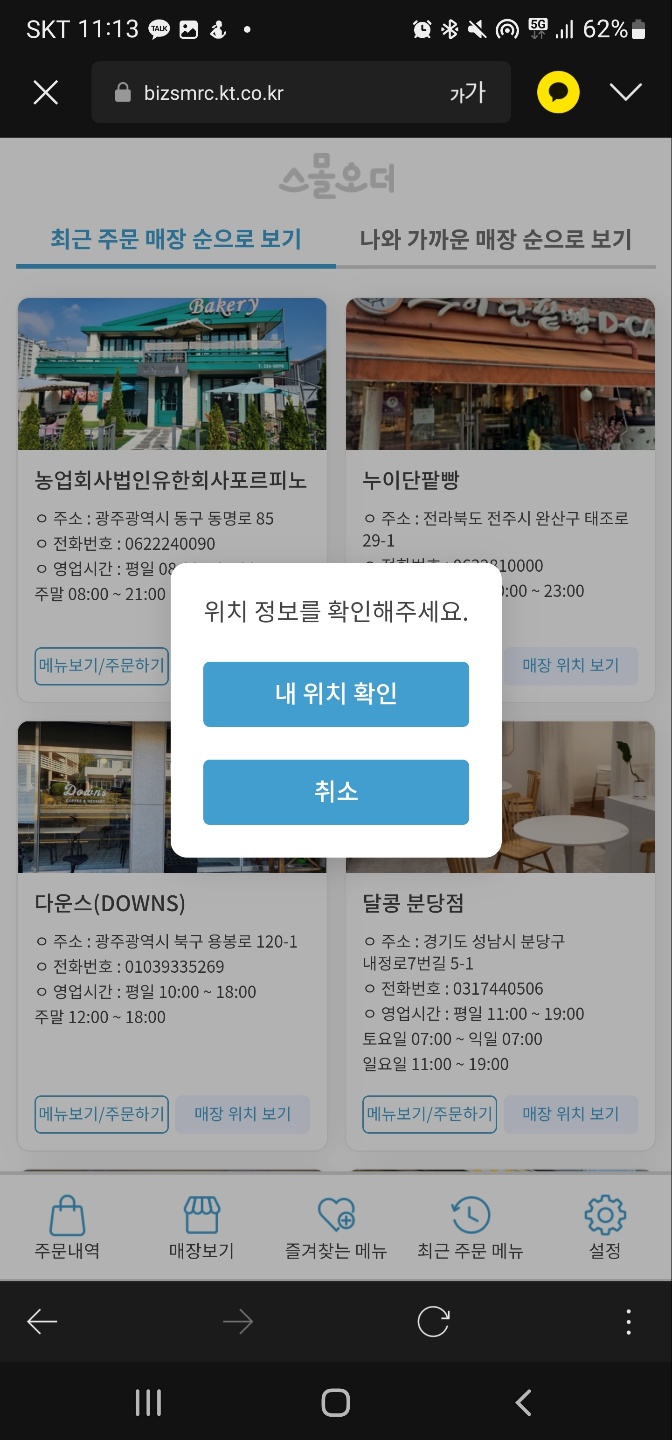 SKT 11:13 TALK 5G 62%
bizsmrc.kt.co.kr 가가
스몰오더
최근 주문 매장 순으로 보기
나와 가까운 매장 순으로 보기
Bakery
농업회사법인유한회사포르피노
ㅇ 주소 : 광주광역시 동구 동명로 85
ㅇ 전화번호 : 0622240090
ㅇ 영업시간 : 평일 08
주말 08:00 ~ 21:00
메뉴보기/주문하기
누이단팥빵
ㅇ 주소 : 전라북도 전주시 완산구 태조로
29-1
:00 ~ 23:00
매장 위치 보기
위치 정보를 확인해주세요.
내 위치 확인
취소
Downs
다운스(DOWNS)
ㅇ 주소 : 광주광역시 북구 용봉로 120-1
ㅇ 전화번호 : 01039335269
ㅇ 영업시간 : 평일 10:00 ~ 18:00
주말 12:00 ~ 18:00
메뉴보기/주문하기
매장 위치 보기
달콩 분당점
ㅇ 주소 : 경기도 성남시 분당구
내정로7번길 5-1
ㅇ 전화번호 : 0317440506
ㅇ 영업시간 : 평일 11:00 ~ 19:00
토요일 07:00 ~ 익일 07:00
일요일 11:00 ~ 19:00
메뉴보기/주문하기
매장 위치 보기
주문내역
매장보기
즐겨찾는 메뉴
최근 주문 메뉴
설정